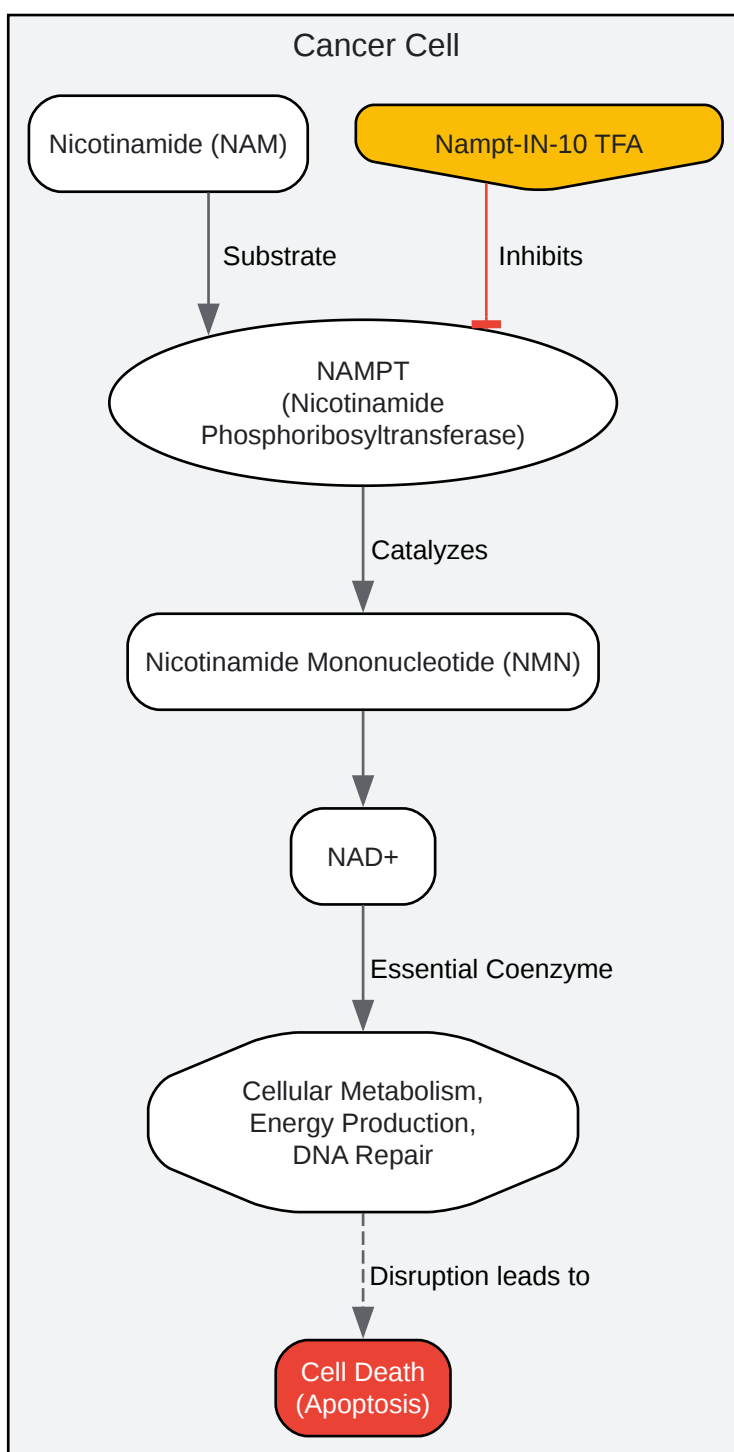 Cancer Cell
Nicotinamide (NAM)
Nampt-IN-10 TFA
Substrate
Inhibits
NAMPT
(Nicotinamide
Phosphoribosyltransferase)
Catalyzes
Nicotinamide Mononucleotide (NMN)
NAD+
Essential Coenzyme
Cellular Metabolism,
Energy Production,
DNA Repair
Disruption leads to
Cell Death
(Apoptosis)